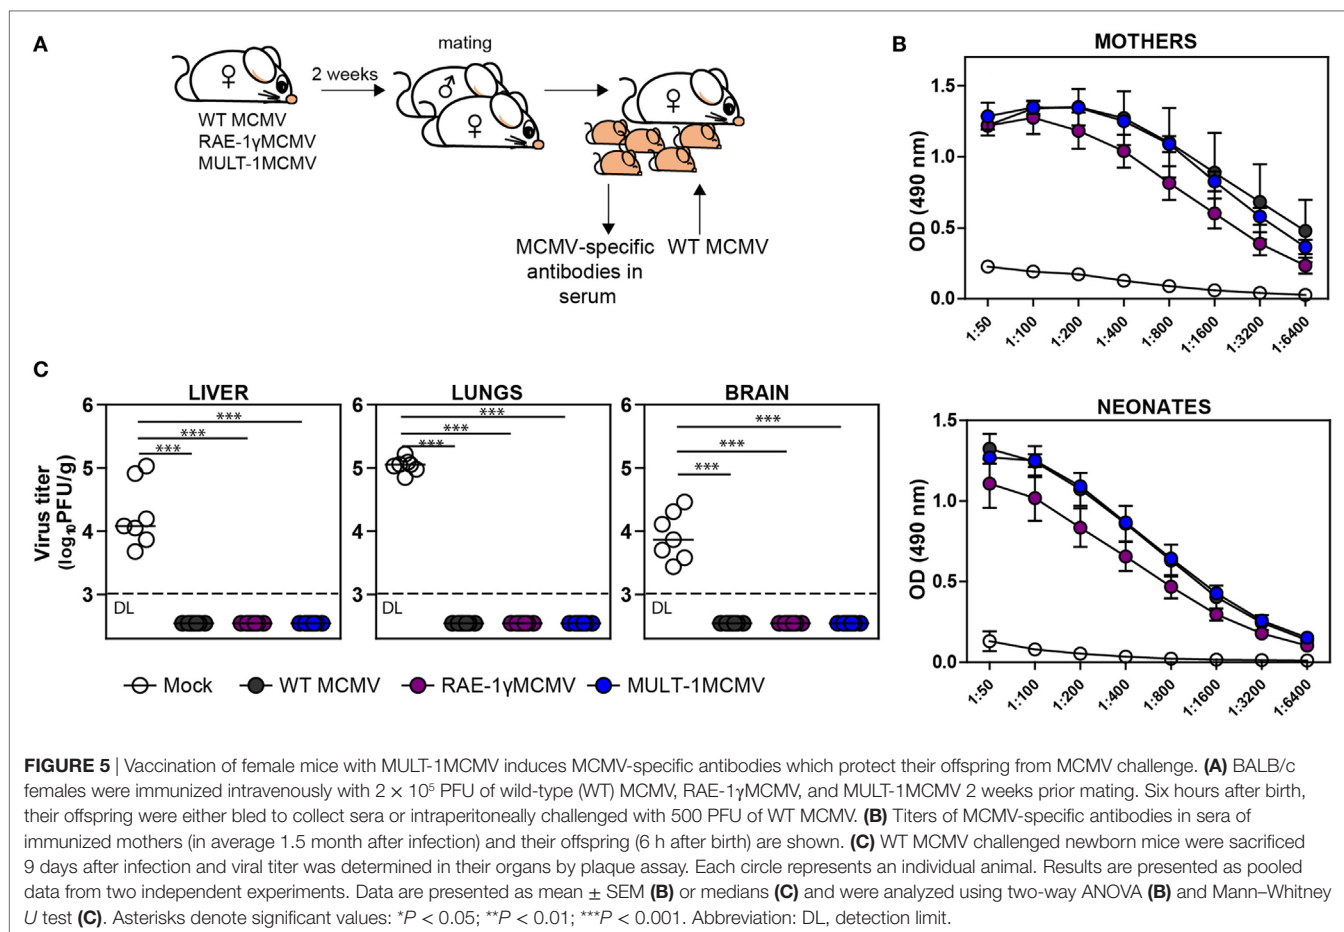 A
mating
♀
2 weeks
♂
♀
♀
WT MCMV
RAE-1γMCMV
MULT-1MCMV
MCMV-specific
antibodies in
serum
WT MCMV
B
MOTHERS
OD (490 nm)
1.5
1.0
0.5
0.0
1:50 1:100 1:200 1:400 1:800 1:1600 1:3200 1:6400
NEONATES
OD (490 nm)
1.5
1.0
0.5
0.0
1:50 1:100 1:200 1:400 1:800 1:1600 1:3200 1:6400
C
Virus titer
(log₁₀PFU/g)
LIVER
6
5
4
3
***
***
***
DL
LUNGS
6
5
4
3
***
***
***
DL
BRAIN
6
5
4
3
***
***
***
DL
Mock WT MCMV RAE-1γMCMV MULT-1MCMV
FIGURE 5 | Vaccination of female mice with MULT-1MCMV induces MCMV-specific antibodies which protect their offspring from MCMV challenge. (A) BALB/c
females were immunized intravenously with 2 × 10⁵ PFU of wild-type (WT) MCMV, RAE-1γMCMV, and MULT-1MCMV 2 weeks prior mating. Six hours after birth,
their offspring were either bled to collect sera or intraperitoneally challenged with 500 PFU of WT MCMV. (B) Titers of MCMV-specific antibodies in sera of
immunized mothers (in average 1.5 month after infection) and their offspring (6 h after birth) are shown. (C) WT MCMV challenged newborn mice were sacrificed
9 days after infection and viral titer was determined in their organs by plaque assay. Each circle represents an individual animal. Results are presented as pooled
data from two independent experiments. Data are presented as mean ± SEM (B) or medians (C) and were analyzed using two-way ANOVA (B) and Mann–Whitney
U test (C). Asterisks denote significant values: *P < 0.05; **P < 0.01; ***P < 0.001. Abbreviation: DL, detection limit.